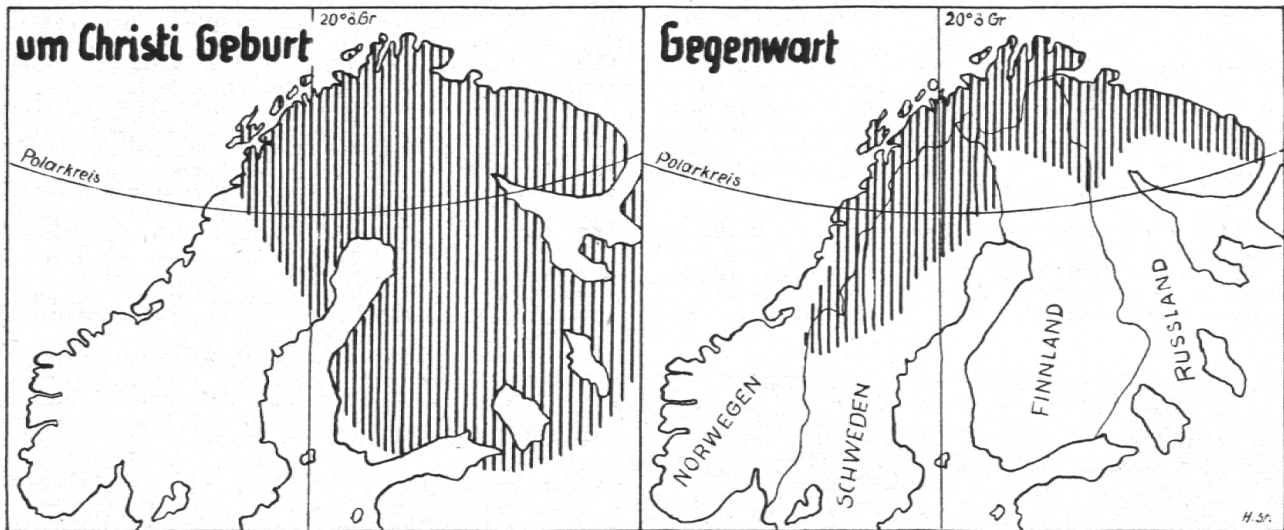 um Christi Geburt
20° ö Gr
Polarkreis
Gegenwart
20° ö Gr
Polarkreis
NORWEGEN
SCHWEDEN
FINNLAND
RUSSLAND
H. Sr.